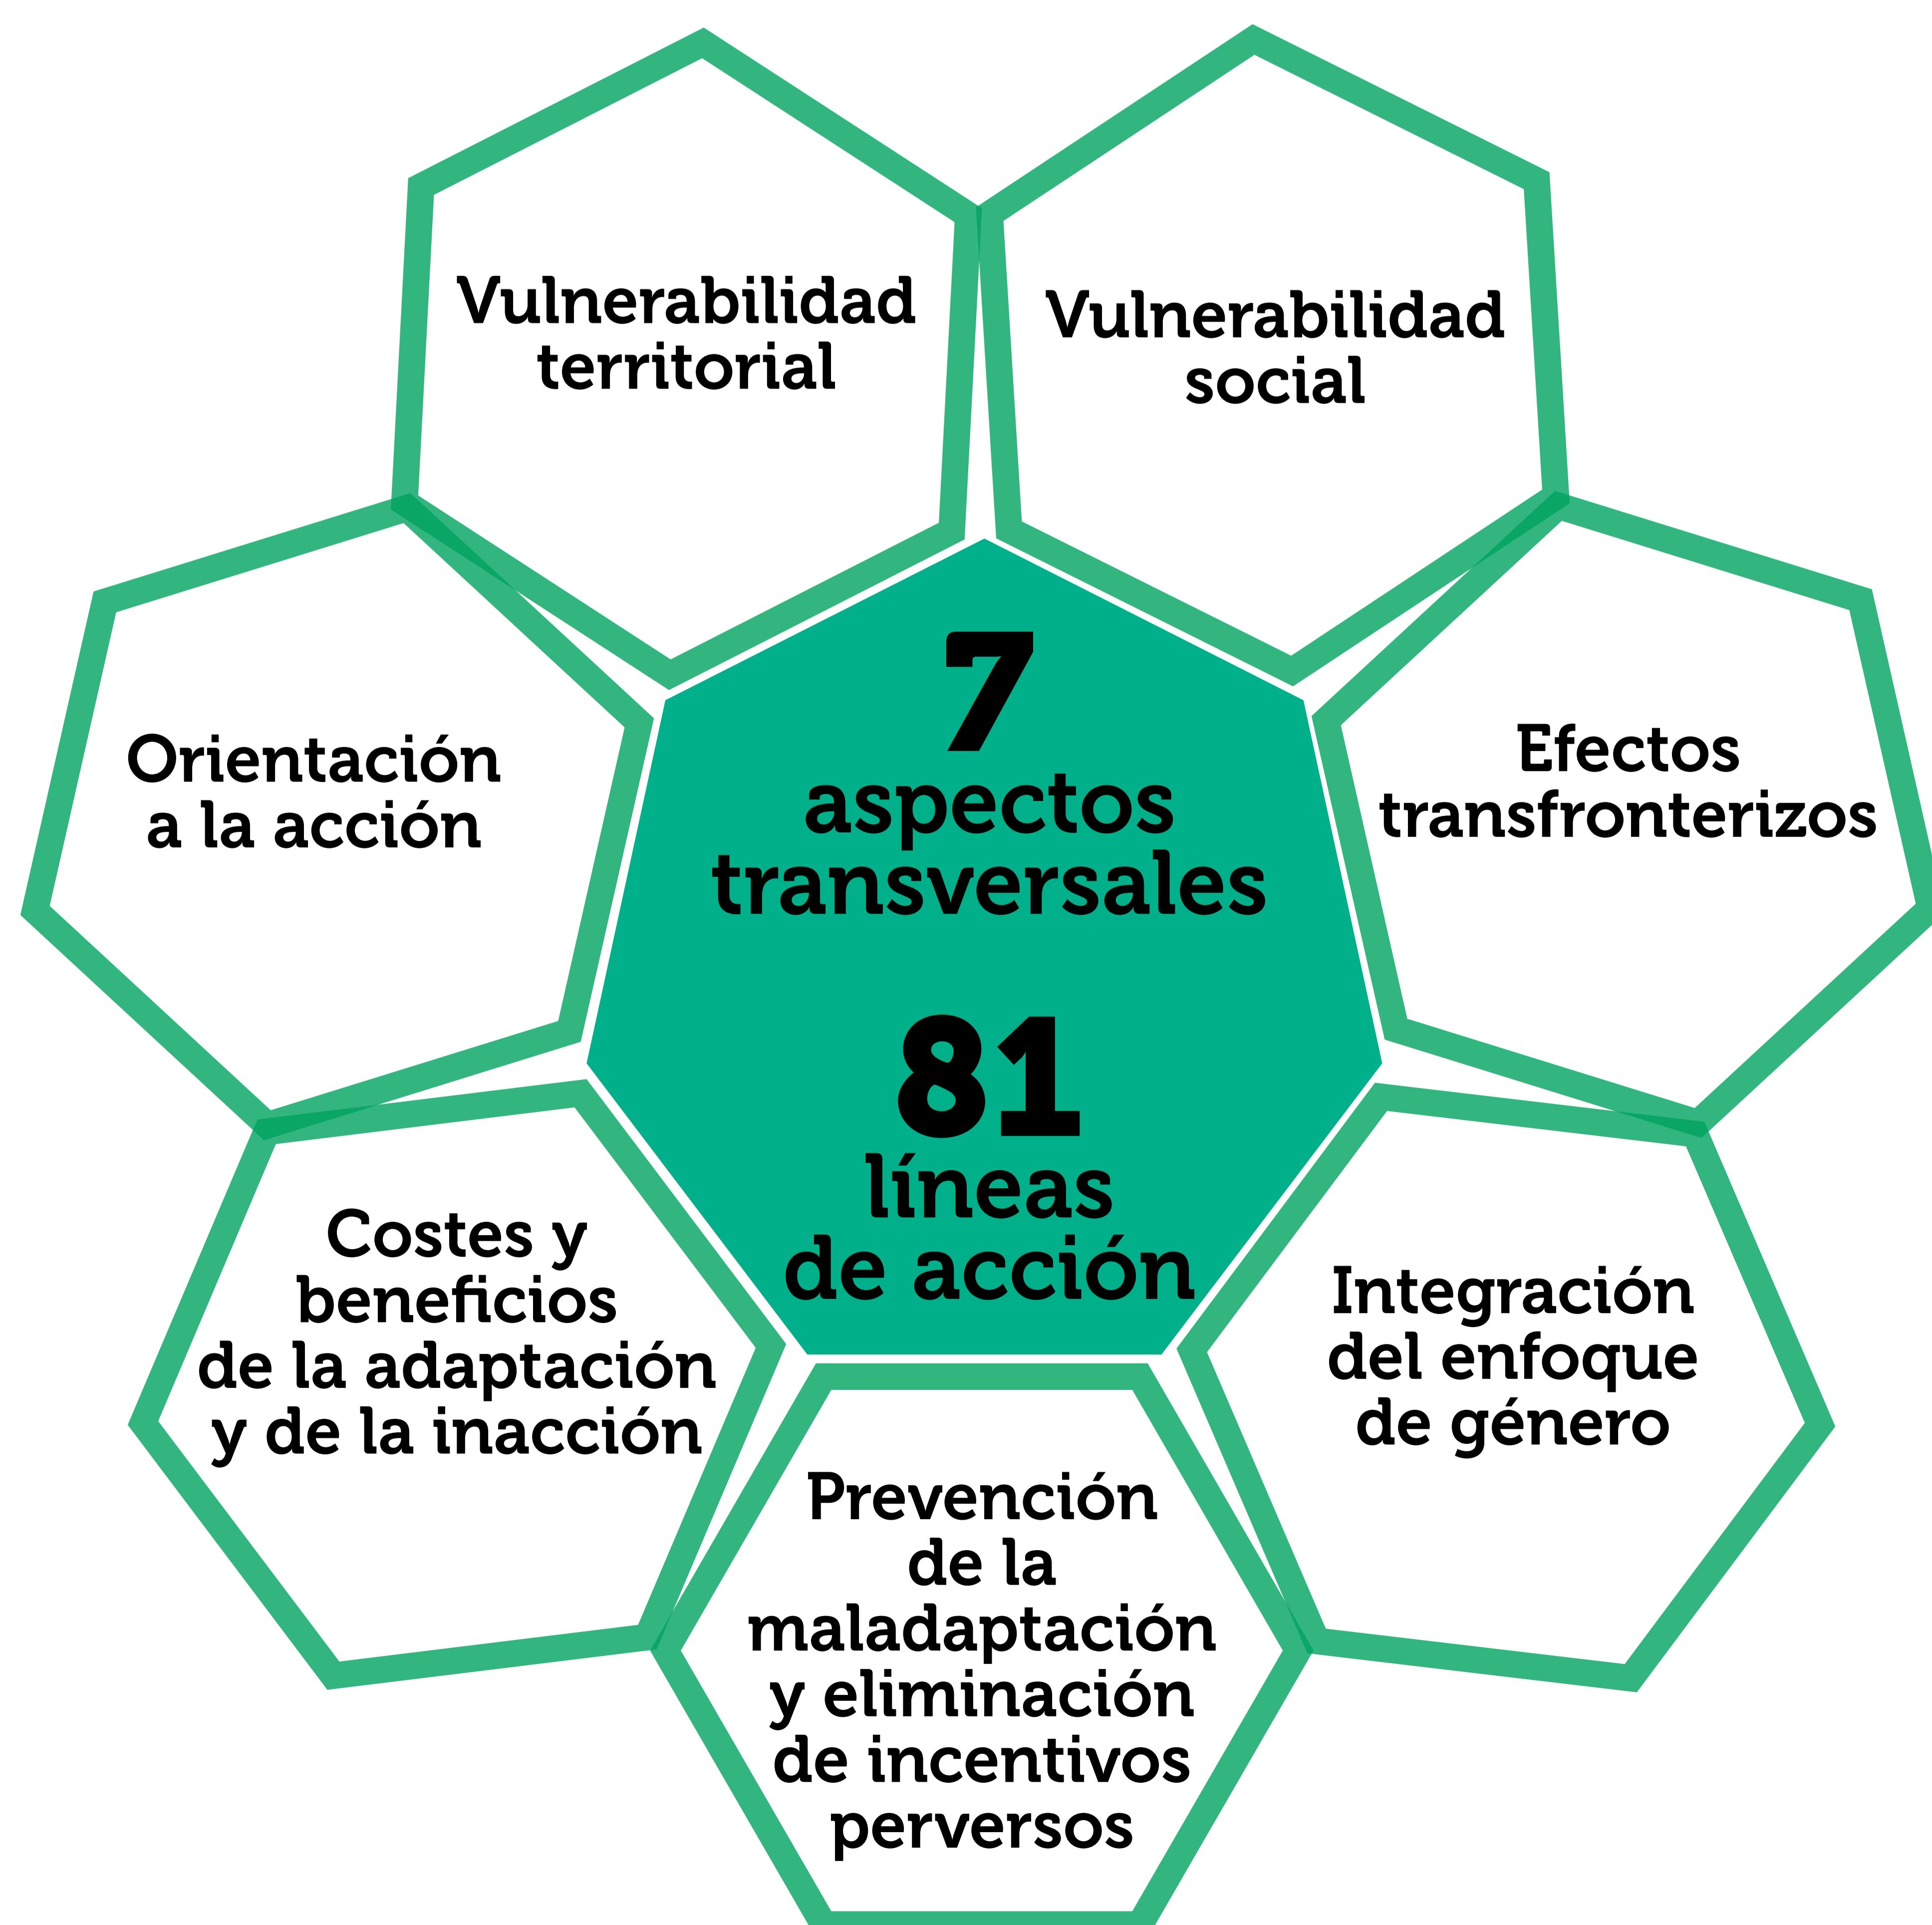 Vulnerabilidad
territorial
Vulnerabilidad
social
Orientación
a la acción
7
aspectos
transversales
81
líneas
de acción
Efectos
transfronterizos
Costes y
beneficios
de la adaptación
y de la inacción
Integración
del enfoque
de género
Prevención
de la
maladaptación
y eliminación
de incentivos
perversos